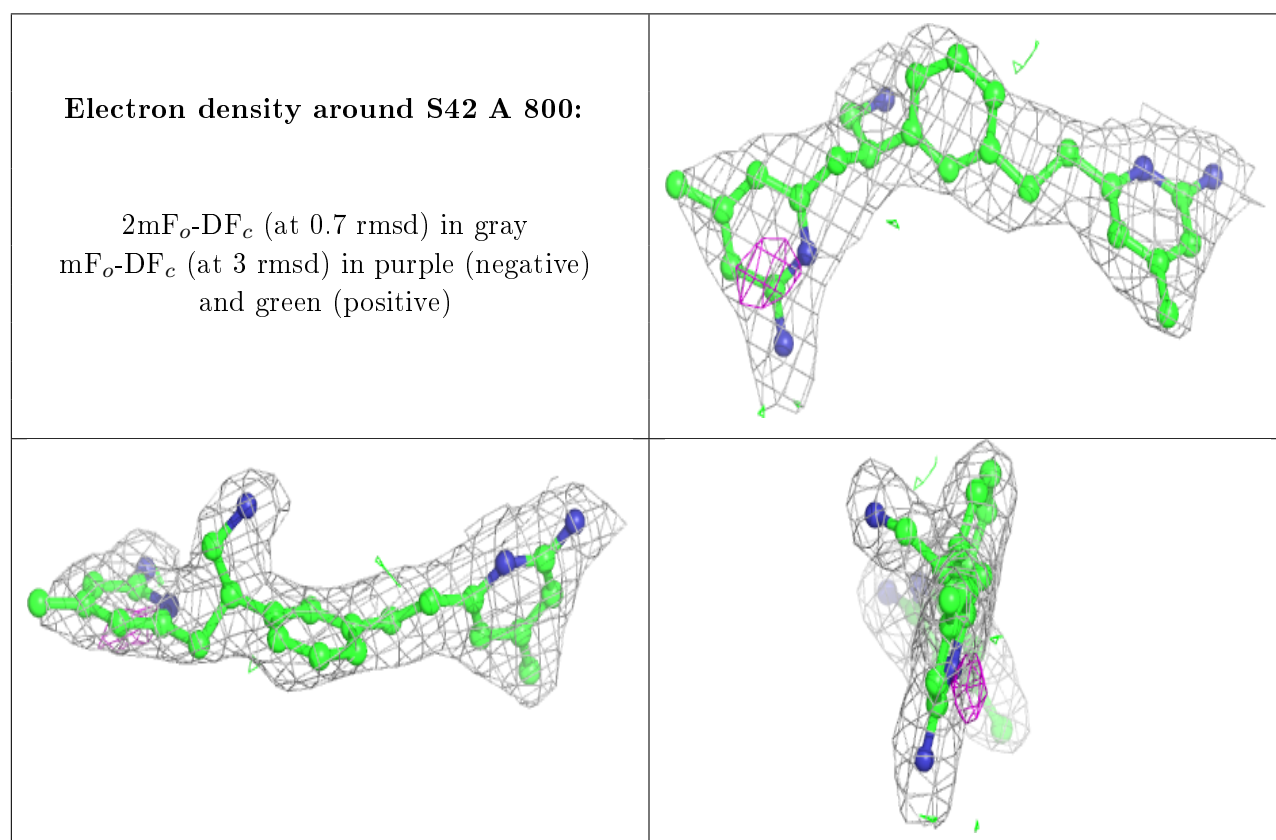 Electron density around S42 A 800:
2mFo-DFc (at 0.7 rmsd) in gray
mFo-DFc (at 3 rmsd) in purple (negative)
and green (positive)